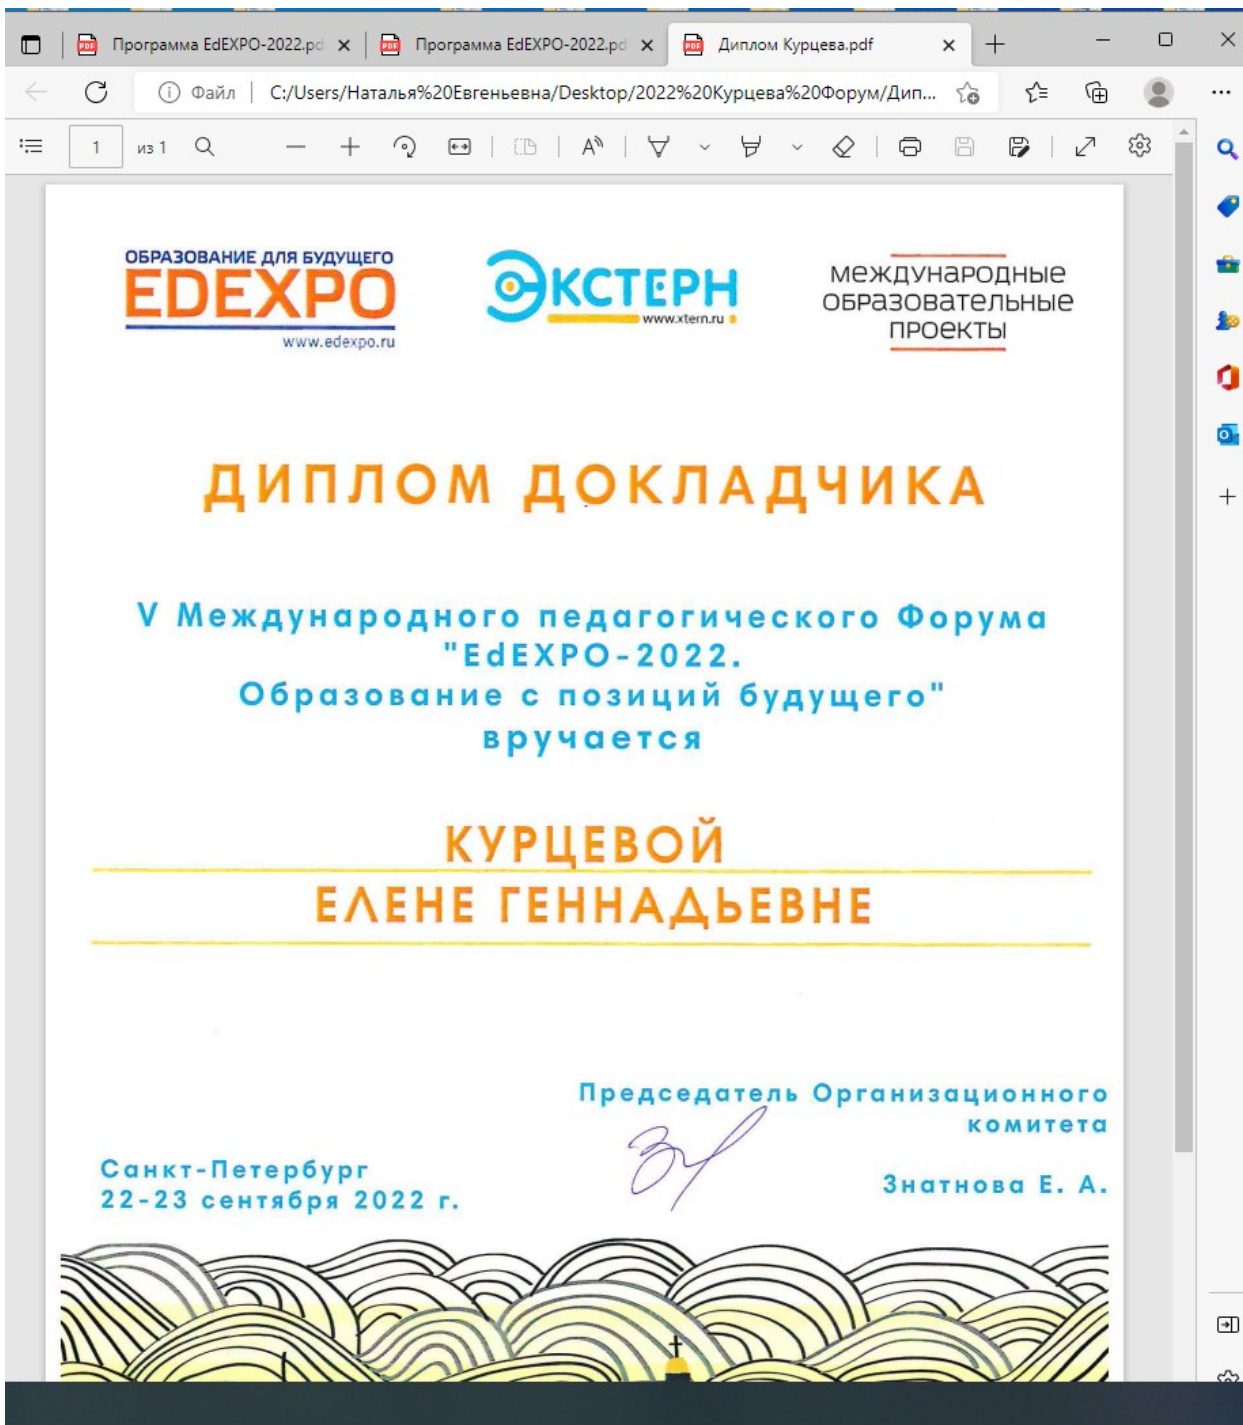 Программа EdEXPO-2022.pd
Программа EdEXPO-2022.pd
Диплом Курцева.pdf
Файл
C:/Users/Наталья%20Евгеньевна/Desktop/2022%20Курцева%20Форум/Дип...
1 из 1
ОБРАЗОВАНИЕ ДЛЯ БУДУЩЕГО
EDEXPO
www.edexpo.ru
ЭКСТЕРН
www.xtern.ru
международные
образовательные
проекты
ДИПЛОМ ДОКЛАДЧИКА
V Международного педагогического Форума
"EdEXPO-2022.
Образование с позиций будущего"
вручается
КУРЦЕВОЙ
ЕЛЕНЕ ГЕННАДЬЕВНЕ
Председатель Организационного
комитета
Санкт-Петербург
22-23 сентября 2022 г.
Знатнова Е. А.